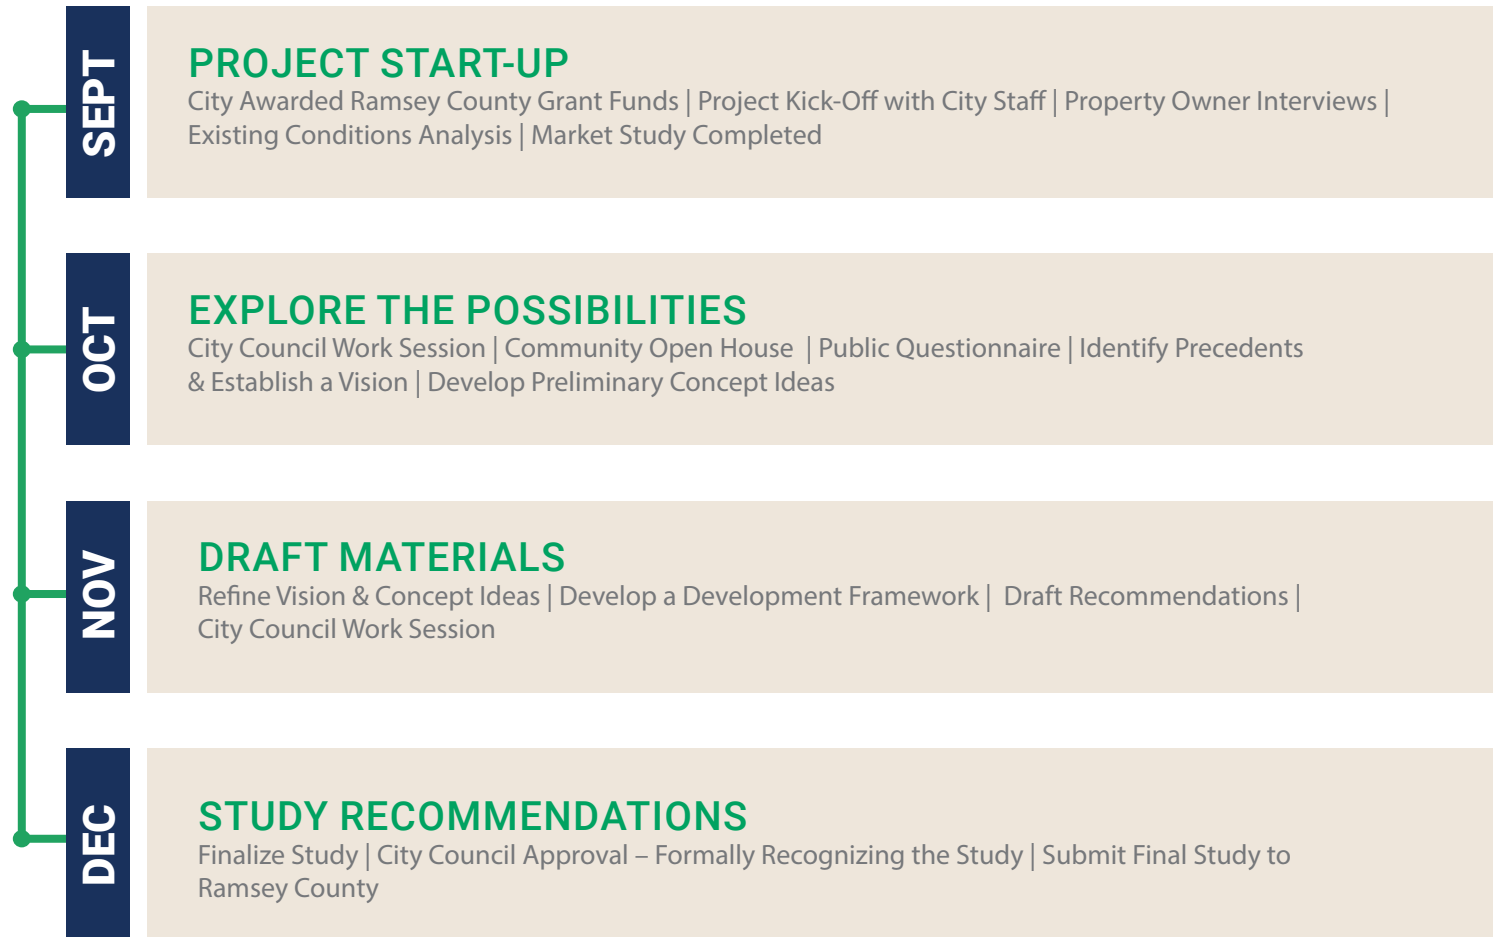 SEPT
PROJECT START-UP
City Awarded Ramsey County Grant Funds | Project Kick-Off with City Staff | Property Owner Interviews |
Existing Conditions Analysis | Market Study Completed
OCT
EXPLORE THE POSSIBILITIES
City Council Work Session | Community Open House | Public Questionnaire | Identify Precedents
& Establish a Vision | Develop Preliminary Concept Ideas
NOV
DRAFT MATERIALS
Refine Vision & Concept Ideas | Develop a Development Framework | Draft Recommendations |
City Council Work Session
DEC
STUDY RECOMMENDATIONS
Finalize Study | City Council Approval – Formally Recognizing the Study | Submit Final Study to
Ramsey County